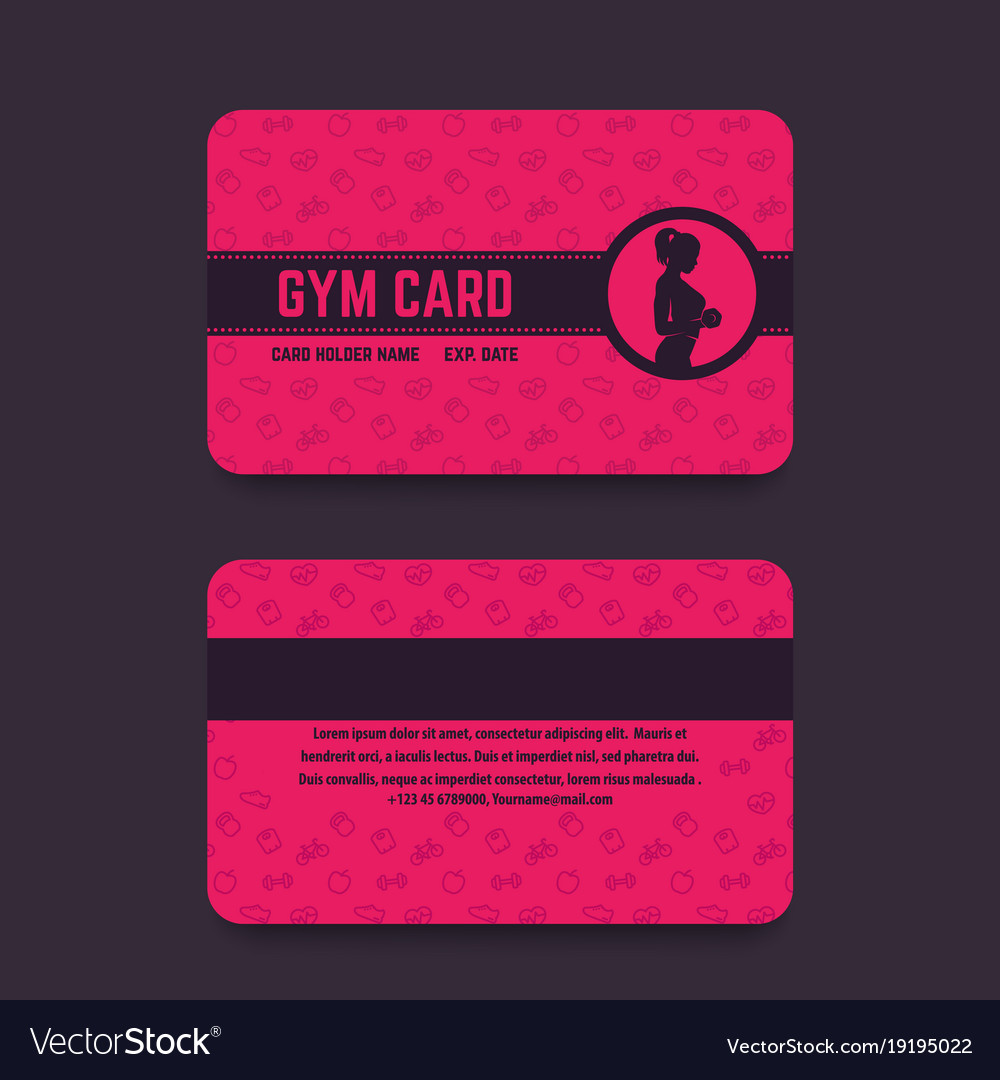 GYM CARD
CARD HOLDER NAME EXP. DATE
Lorem ipsum dolor sit amet, consectetur adipiscing elit. Mauris et
hendrerit orci, a iaculis lectus. Duis et imperdiet nisl, sed pharetra dui.
Duis convallis, neque ac imperdiet consectetur, lorem risus malesuada .
+123 45 6789000, Yourname@mail.com
VectorStock®
VectorStock.com/19195022